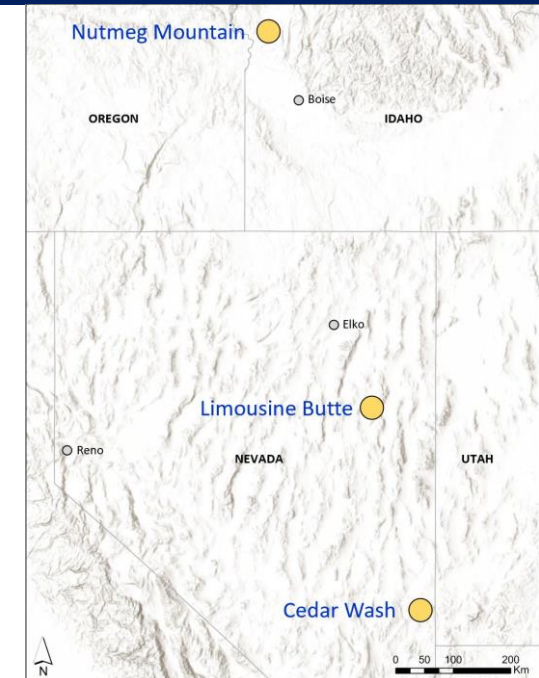 Nutmeg Mountain
Boise
OREGON
IDAHO
Elko
Limousine Butte
Reno
NEVADA
UTAH
Cedar Wash
N
0 50 100 200
Km